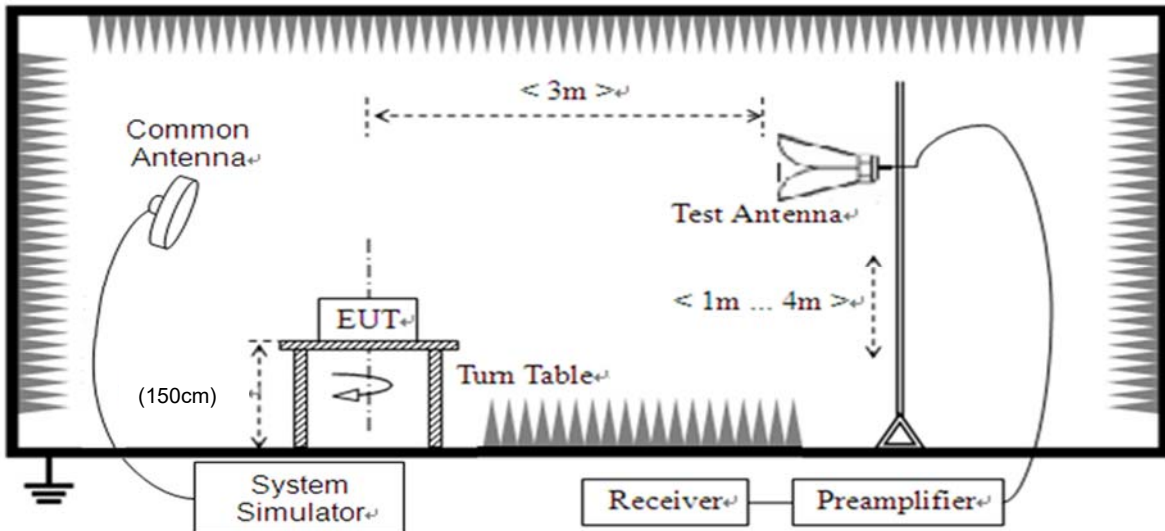 < 3m >↵
Common
Antenna↵
Test Antenna↵
< 1m ... 4m >↵
EUT↵
Turn Table↵
(150cm)
System
Simulator↵
Receiver↵
Preamplifier↵